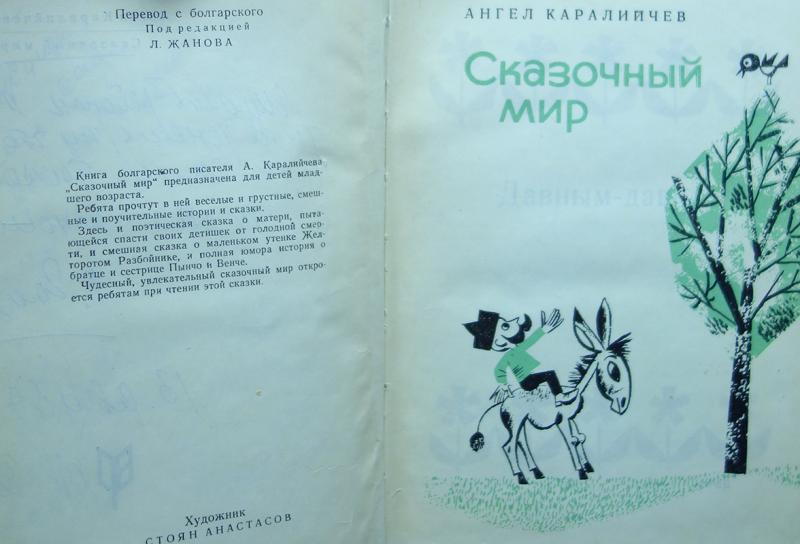 Перевод с болгарского
Под редакцией
Л. ЖАНОВА
Книга болгарского писателя А. Каралийчева
„Сказочный мир“ предназначена для детей млад-
шего возраста.
Ребята прочтут в ней веселые и грустные, смеш-
ные и поучительные истории и сказки.
Здесь и поэтическая сказка о матери, пыта-
ющейся спасти своих детишек от голодной смер-
ти, и смешная сказка о маленьком утенке Жел-
торотом Разбойнике, и полная юмора история о
братце и сестрице Пынчо и Венче.
Чудесный, увлекательный сказочный мир откро-
ется ребятам при чтении этой сказки.
Художник
СТОЯН АНАСТАСОВ
АНГЕЛ КАРАЛИЙЧЕВ
Сказочный
мир